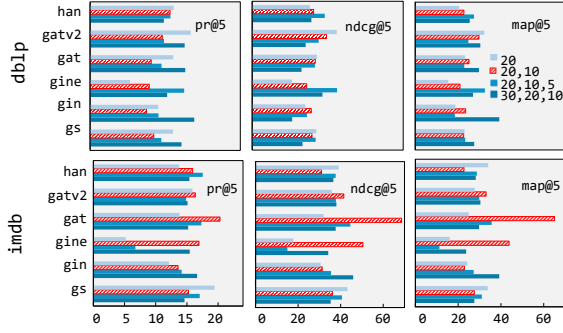 dblp
han
gatv2
gat
gine
gin
gs
pr@5
ndcg@5
map@5
20
20,10
20,10,5
30,20,10
imdb
han
gatv2
gat
gine
gin
gs
pr@5
ndcg@5
map@5
0 5 10 15 20
0 20 40 60
0 20 40 60